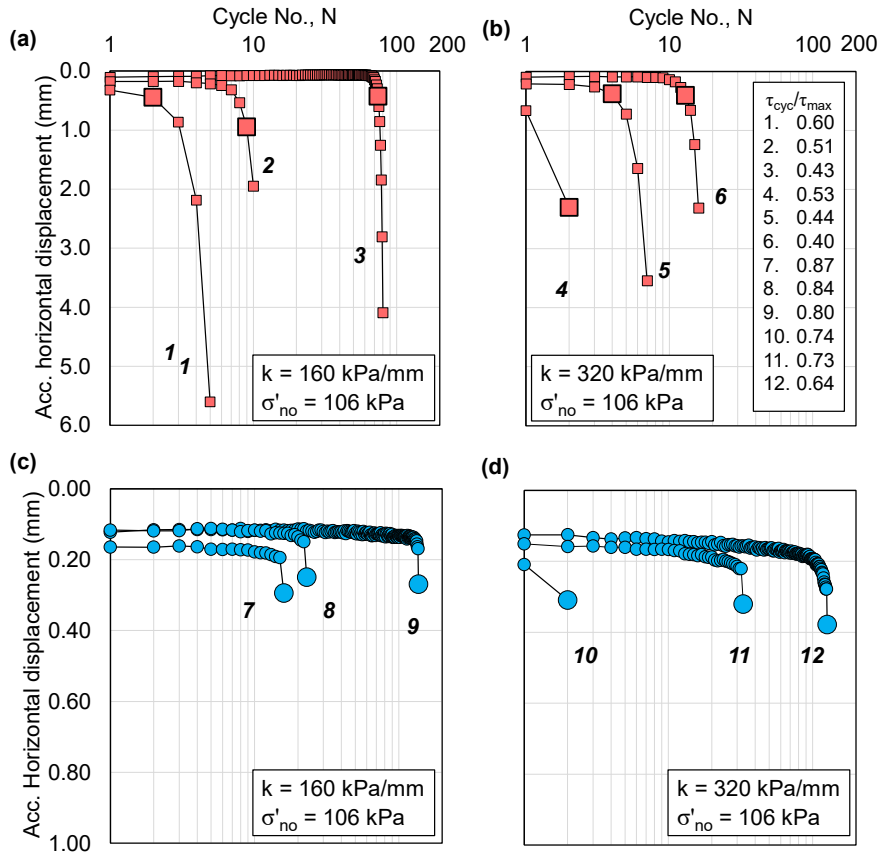 Cycle No., N
Cycle No., N
(a)
1
10
100
200
(b)
1
10
100
200
Acc. horizontal displacement (mm)
0.0
1.0
2.0
3.0
4.0
5.0
6.0
1
1
2
3
k = 160 kPa/mm
σ'no = 106 kPa
4
5
6
k = 320 kPa/mm
σ'no = 106 kPa
τcyc/τmax
1. 0.60
2. 0.51
3. 0.43
4. 0.53
5. 0.44
6. 0.40
7. 0.87
8. 0.84
9. 0.80
10. 0.74
11. 0.73
12. 0.64
(c)
Acc. Horizontal displacement (mm)
0.00
0.20
0.40
0.60
0.80
1.00
7
8
9
k = 160 kPa/mm
σ'no = 106 kPa
(d)
10
11
12
k = 320 kPa/mm
σ'no = 106 kPa